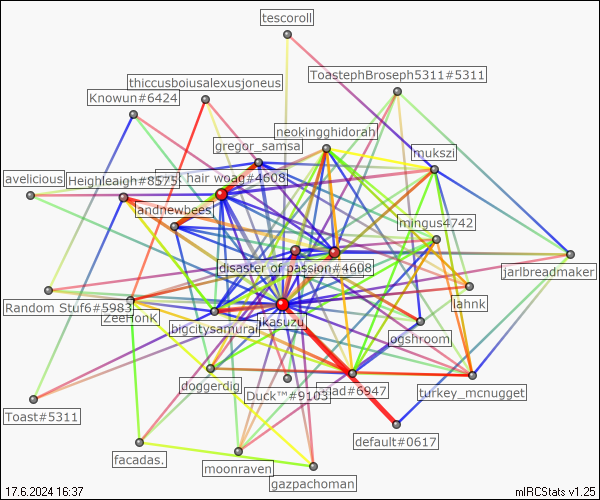 tescoroll
ToastephBroseph5311#5311
thiccusboiusalexusjoneus
Knowun#6424
neokingghidorah
gregor_samsa
mukszi
avelicious
Heighleaigh#8575
hair woag#4608
andnewbees
mingus4742
disaster of passion#4608
jarlbreadmaker
lahnk
Random Stuf6#5983
ZeeHonk
bigcitysamurai
ikasuzu
ogshroom
doggerdig
Duck™#9103
nad#6947
turkey_mcnugget
Toast#5311
default#0617
facadas.
moonraven
gazpachoman
17.6.2024 16:37
mIRCStats v1.25